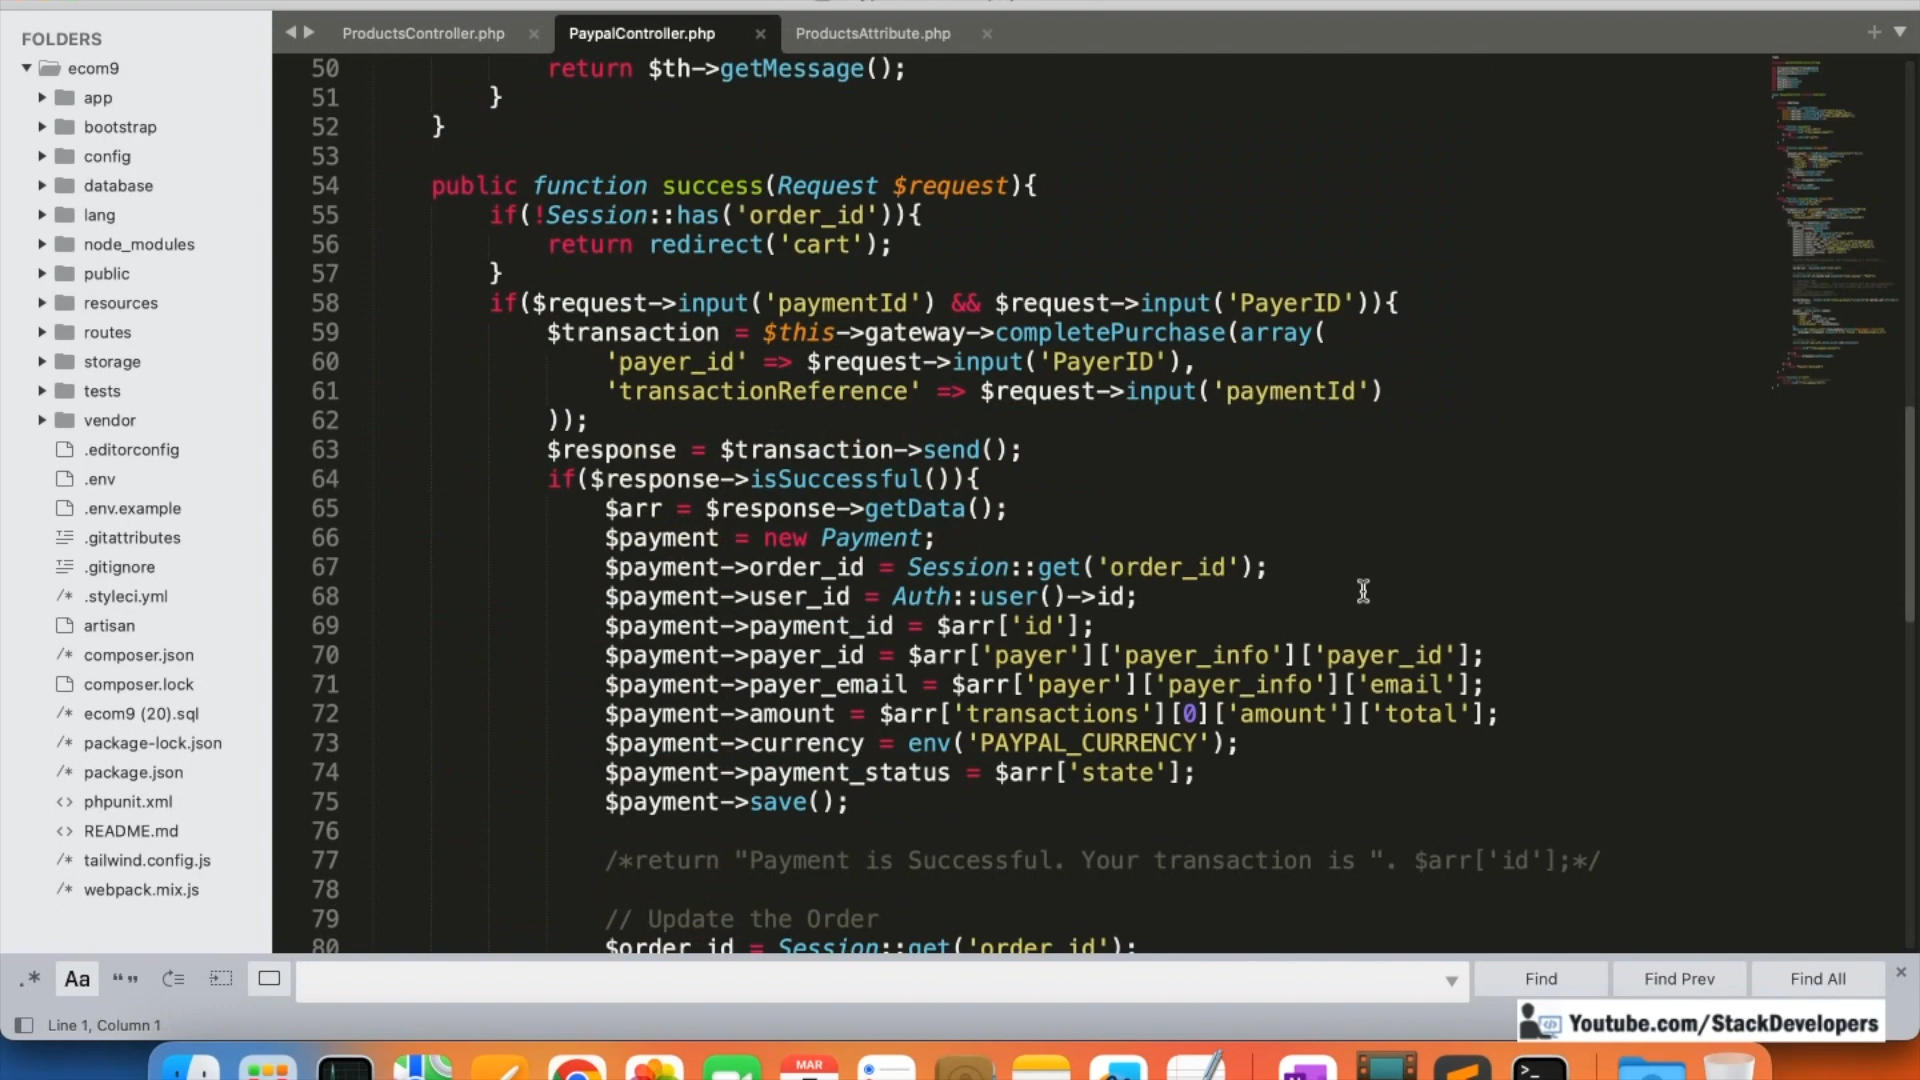 FOLDERS
ecom9
app
bootstrap
config
database
lang
node_modules
public
resources
routes
storage
tests
vendor
.editorconfig
.env
.env.example
.gitattributes
.gitignore
/* .styleci.yml
artisan
/* composer.json
composer.lock
/* ecom9 (20).sql
/* package-lock.json
/* package.json
<> phpunit.xml
<> README.md
/* tailwind.config.js
/* webpack.mix.js
ProductsController.php × PaypalController.php × ProductsAttribute.php ×
50 return $th->getMessage();
51 }
52 }
53
54 public function success(Request $request){
55 if(!Session::has('order_id')){
56 return redirect('cart');
57 }
58 if($request->input('paymentId') && $request->input('PayerID')){
59 $transaction = $this->gateway->completePurchase(array(
60 'payer_id' => $request->input('PayerID'),
61 'transactionReference' => $request->input('paymentId')
62 ));
63 $response = $transaction->send();
64 if($response->isSuccessful()){
65 $arr = $response->getData();
66 $payment = new Payment;
67 $payment->order_id = Session::get('order_id');
68 $payment->user_id = Auth::user()->id;
69 $payment->payment_id = $arr['id'];
70 $payment->payer_id = $arr['payer']['payer_info']['payer_id'];
71 $payment->payer_email = $arr['payer']['payer_info']['email'];
72 $payment->amount = $arr['transactions'][0]['amount']['total'];
73 $payment->currency = env('PAYPAL_CURRENCY');
74 $payment->payment_status = $arr['state'];
75 $payment->save();
76
77 /*return "Payment is Successful. Your transaction is ". $arr['id'];*/
78
79 // Update the Order
80 $order_id = Session::get('order_id');
.* Aa “” Find Find Prev Find All ×
Line 1, Column 1
Youtube.com/StackDevelopers
MAR